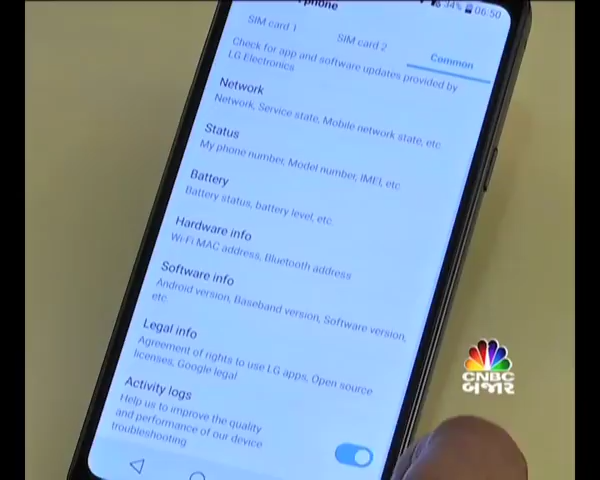 phone
34% 06:50
SIM card 1
SIM card 2
Common
Check for app and software updates provided by
LG Electronics
Network
Network, Service state, Mobile network state, etc
Status
My phone number, Model number, IMEI, etc
Battery
Battery status, battery level, etc.
Hardware info
Wi-Fi MAC address, Bluetooth address
Software info
Android version, Baseband version, Software version,
etc.
Legal info
Agreement of rights to use LG apps, Open source
licenses, Google legal
Activity logs
Help us to improve the quality
and performance of our device
troubleshooting
CNBC
બજાર